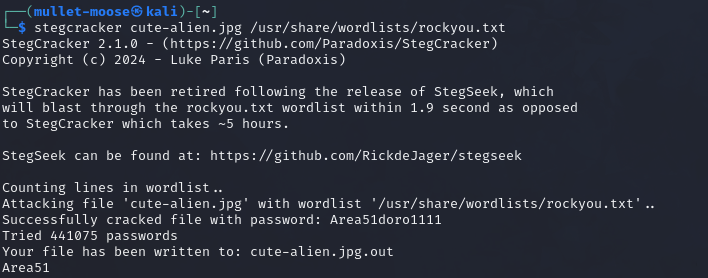 ┌──(mullet-moose㉿kali)-[~]
└─$ stegcracker cute-alien.jpg /usr/share/wordlists/rockyou.txt
StegCracker 2.1.0 - (https://github.com/Paradoxis/StegCracker)
Copyright (c) 2024 - Luke Paris (Paradoxis)
StegCracker has been retired following the release of StegSeek, which
will blast through the rockyou.txt wordlist within 1.9 second as opposed
to StegCracker which takes ~5 hours.
StegSeek can be found at: https://github.com/RickdeJager/stegseek
Counting lines in wordlist..
Attacking file 'cute-alien.jpg' with wordlist '/usr/share/wordlists/rockyou.txt'..
Successfully cracked file with password: Area51doro1111
Tried 441075 passwords
Your file has been written to: cute-alien.jpg.out
Area51